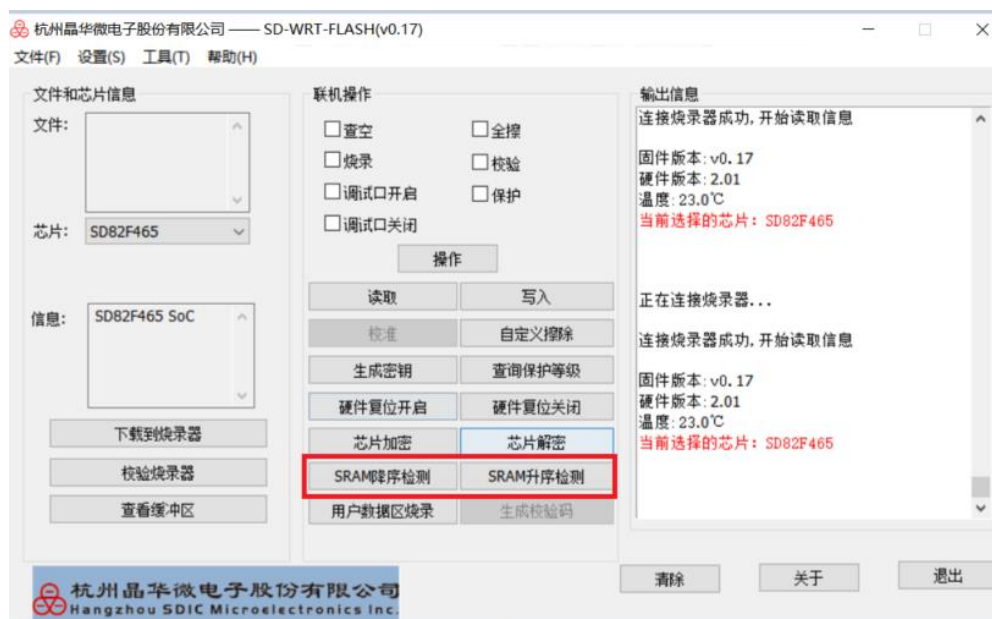 杭州晶华微电子股份有限公司 —— SD-WRT-FLASH(v0.17)
文件(F) 设置(S) 工具(T) 帮助(H)
文件和芯片信息
文件:
芯片: SD82F465
信息: SD82F465 SoC
下载到烧录器
校验烧录器
查看缓冲区
联机操作
查空 全擦
烧录 校验
调试口开启 保护
调试口关闭
操作
读取 写入
校准 自定义擦除
生成密钥 查询保护等级
硬件复位开启 硬件复位关闭
芯片加密 芯片解密
SRAM降序检测 SRAM升序检测
用户数据区烧录 生成校验码
输出信息
连接烧录器成功,开始读取信息
固件版本:v0.17
硬件版本:2.01
温度:23.0℃
当前选择的芯片: SD82F465
正在连接烧录器...
连接烧录器成功,开始读取信息
固件版本:v0.17
硬件版本:2.01
温度:23.0℃
当前选择的芯片: SD82F465
清除 关于 退出
杭州晶华微电子股份有限公司
Hangzhou SDIC Microelectronics Inc.